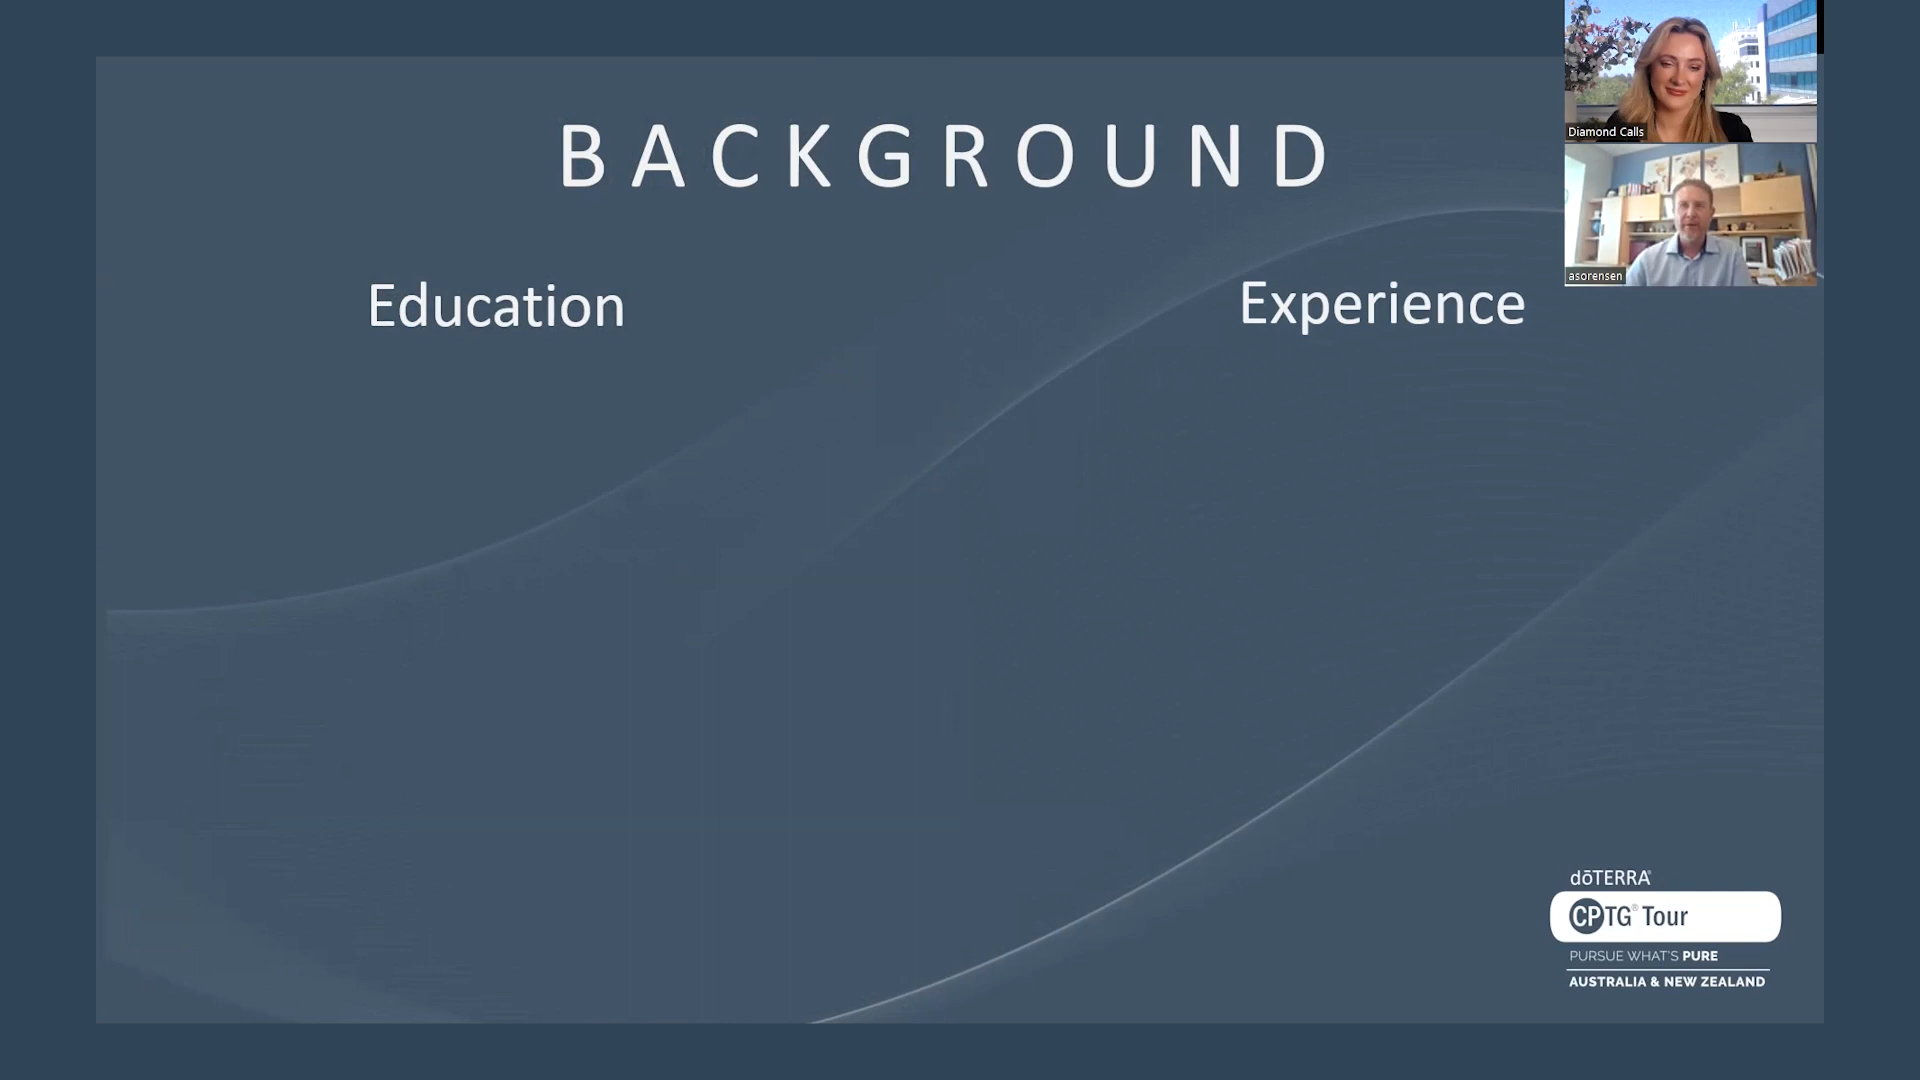 BACKGROUND
Education
Experience
Diamond Calls
asorensen
dōTERRA®
CPTG® Tour
PURSUE WHAT'S PURE
AUSTRALIA & NEW ZEALAND